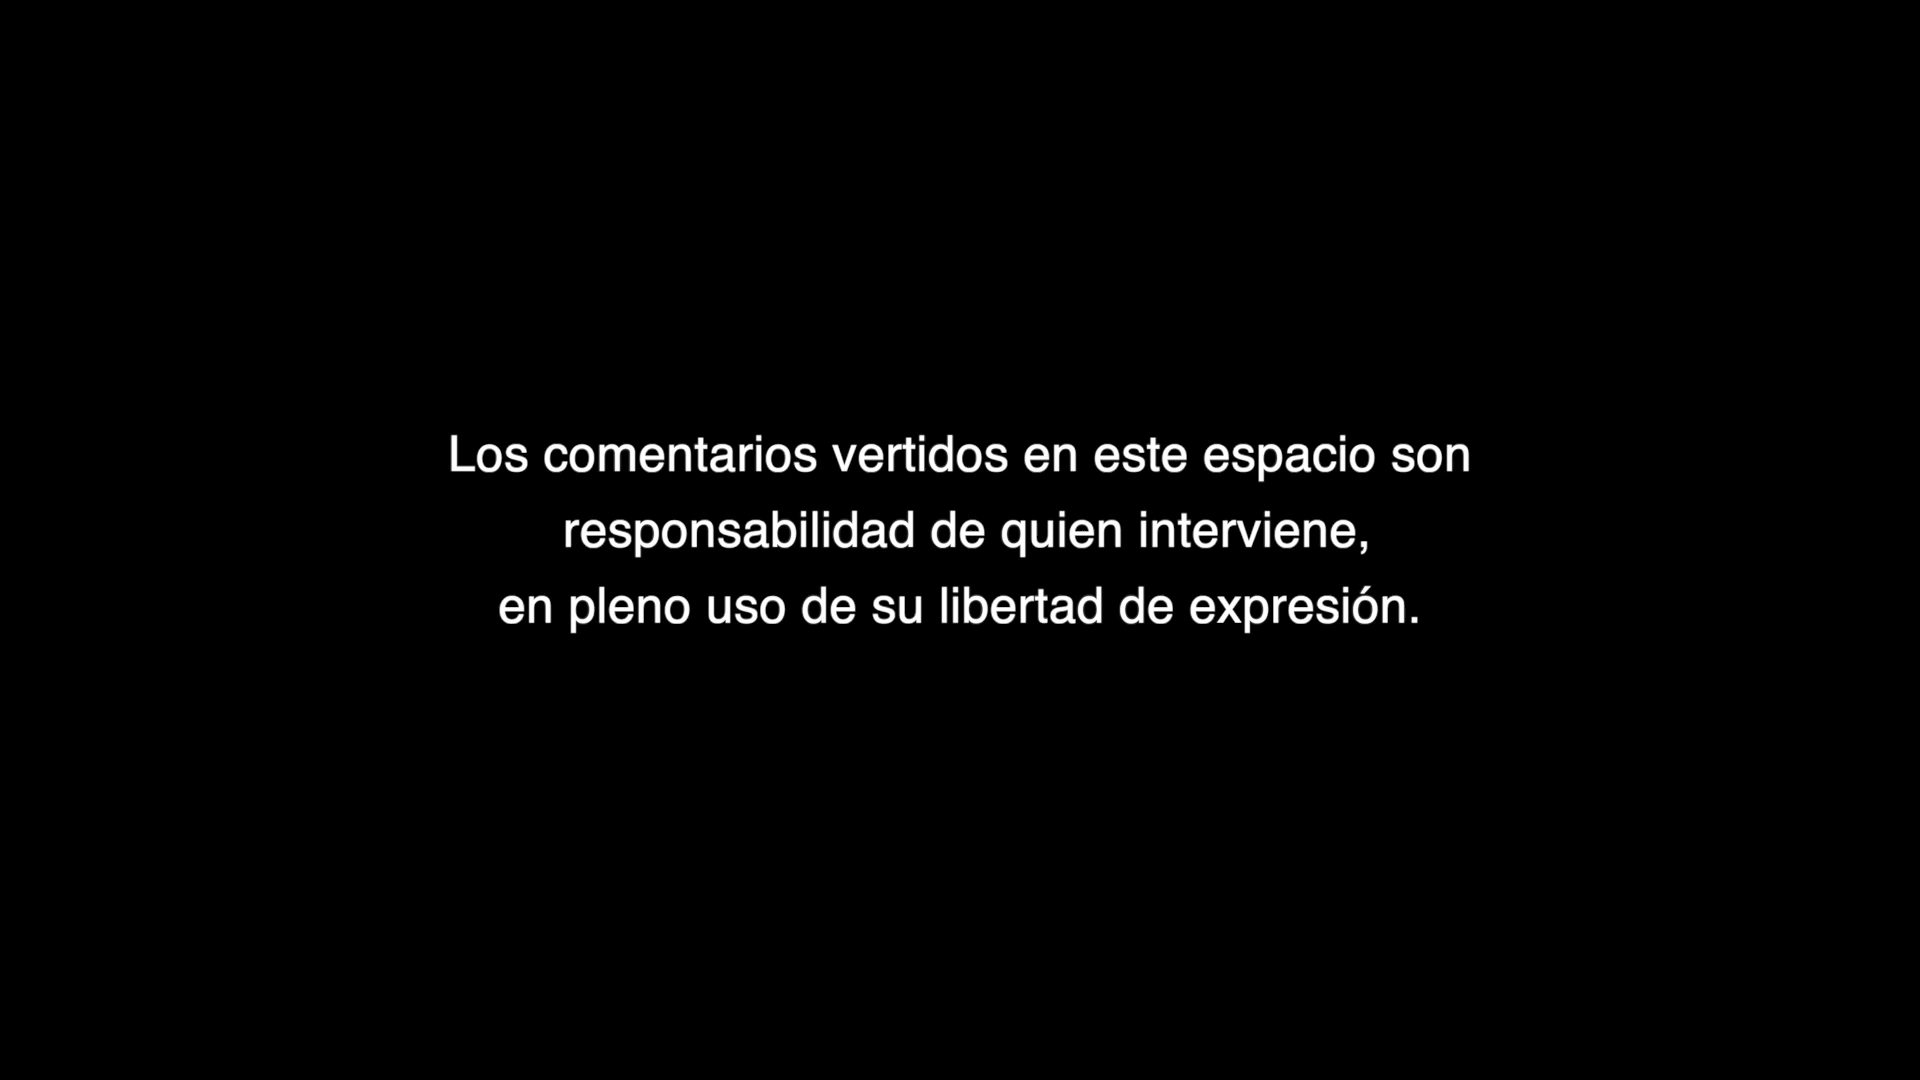 Los comentarios vertidos en este espacio son
responsabilidad de quien interviene,
en pleno uso de su libertad de expresión.